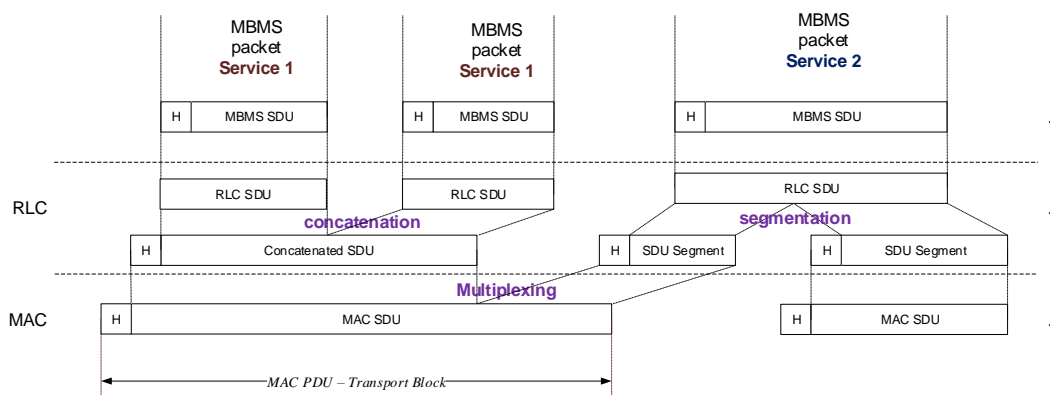 MBMS
packet
Service 1
MBMS
packet
Service 1
MBMS
packet
Service 2
H MBMS SDU
H MBMS SDU
H MBMS SDU
RLC
RLC SDU
RLC SDU
RLC SDU
concatenation
segmentation
H Concatenated SDU
H SDU Segment
H SDU Segment
Multiplexing
MAC
H MAC SDU
H MAC SDU
MAC PDU – Transport Block